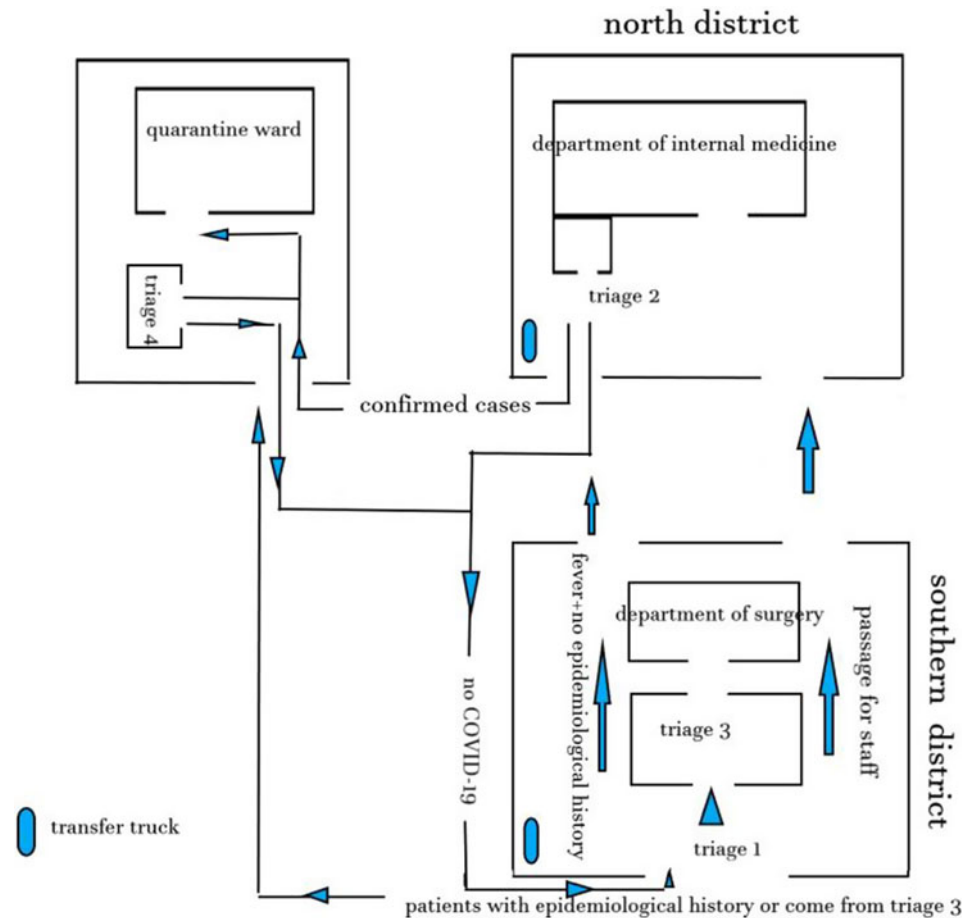 north district
quarantine ward
department of internal medicine
triage 4
triage 2
confirmed cases
fever+no epidemiological history
department of surgery
passage for staff
southern district
no COVID-19
triage 3
transfer truck
triage 1
patients with epidemiological history or come from triage 3